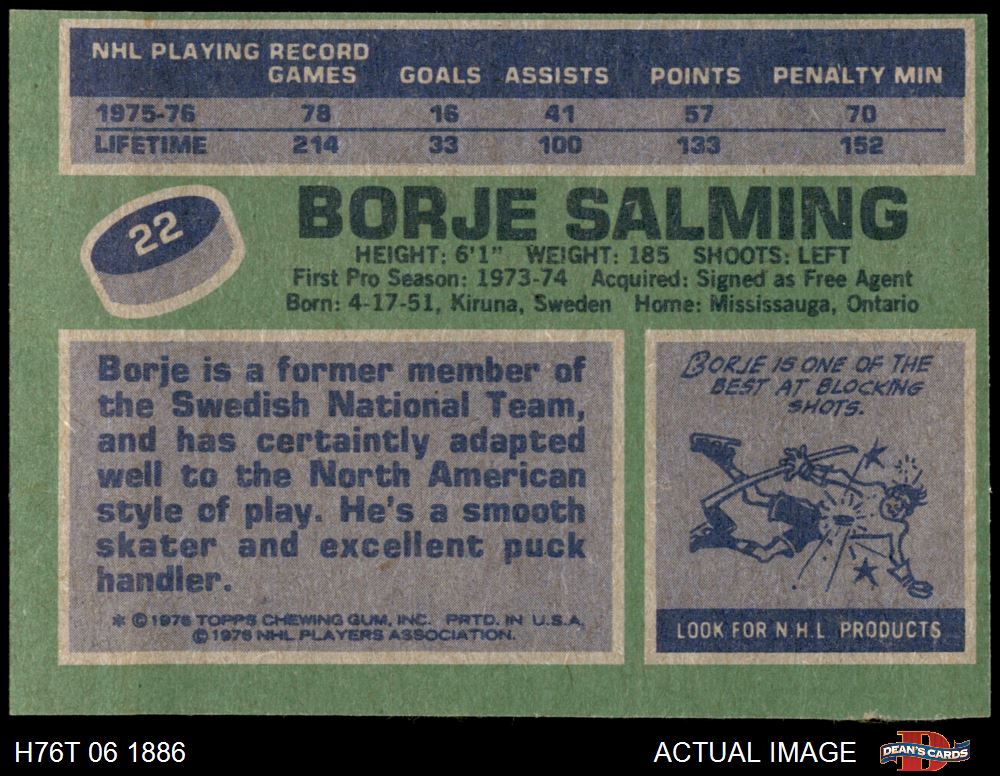 NHL PLAYING RECORD
GAMES GOALS ASSISTS POINTS PENALTY MIN
1975-76 78 16 41 57 70
LIFETIME 214 33 100 133 152
22
BORJE SALMING
HEIGHT: 6'1" WEIGHT: 185 SHOOTS: LEFT
First Pro Season: 1973-74 Acquired: Signed as Free Agent
Born: 4-17-51, Kiruna, Sweden Home: Mississauga, Ontario
Borje is a former member of
the Swedish National Team,
and has certaintly adapted
well to the North American
style of play. He's a smooth
skater and excellent puck
handler.
* © 1976 TOPPS CHEWING GUM, INC. PRTD. IN U.S.A.
© 1976 NHL PLAYERS ASSOCIATION.
BORJE IS ONE OF THE
BEST AT BLOCKING
SHOTS.
LOOK FOR N.H.L PRODUCTS
H76T 06 1886
ACTUAL IMAGE
DEAN'S CARDS